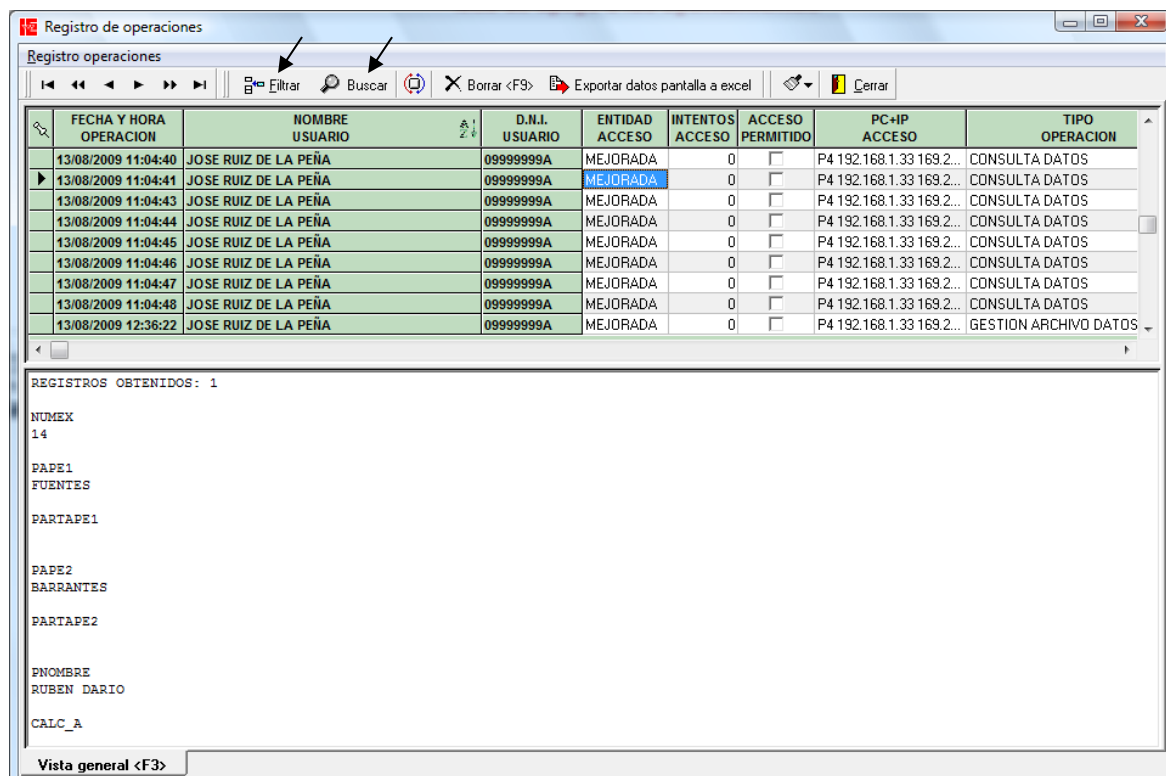 Registro de operaciones
Registro operaciones
Filtrar Buscar Borrar <F9> Exportar datos pantalla a excel Cerrar
FECHA Y HORA OPERACION NOMBRE USUARIO D.N.I. USUARIO ENTIDAD ACCESO INTENTOS ACCESO ACCESO PERMITIDO PC+IP ACCESO TIPO OPERACION
13/08/2009 11:04:40 JOSE RUIZ DE LA PEÑA 09999999A MEJORADA 0 P4 192.168.1.33 169.2... CONSULTA DATOS
13/08/2009 11:04:41 JOSE RUIZ DE LA PEÑA 09999999A MEJORADA 0 P4 192.168.1.33 169.2... CONSULTA DATOS
13/08/2009 11:04:43 JOSE RUIZ DE LA PEÑA 09999999A MEJORADA 0 P4 192.168.1.33 169.2... CONSULTA DATOS
13/08/2009 11:04:44 JOSE RUIZ DE LA PEÑA 09999999A MEJORADA 0 P4 192.168.1.33 169.2... CONSULTA DATOS
13/08/2009 11:04:45 JOSE RUIZ DE LA PEÑA 09999999A MEJORADA 0 P4 192.168.1.33 169.2... CONSULTA DATOS
13/08/2009 11:04:46 JOSE RUIZ DE LA PEÑA 09999999A MEJORADA 0 P4 192.168.1.33 169.2... CONSULTA DATOS
13/08/2009 11:04:47 JOSE RUIZ DE LA PEÑA 09999999A MEJORADA 0 P4 192.168.1.33 169.2... CONSULTA DATOS
13/08/2009 11:04:48 JOSE RUIZ DE LA PEÑA 09999999A MEJORADA 0 P4 192.168.1.33 169.2... CONSULTA DATOS
13/08/2009 12:36:22 JOSE RUIZ DE LA PEÑA 09999999A MEJORADA 0 P4 192.168.1.33 169.2... GESTION ARCHIVO DATOS
REGISTROS OBTENIDOS: 1
NUMEX
14
PAPE1
FUENTES
PARTAPE1
PAPE2
BARRANTES
PARTAPE2
PNOMBRE
RUBEN DARIO
CALC_A
Vista general <F3>